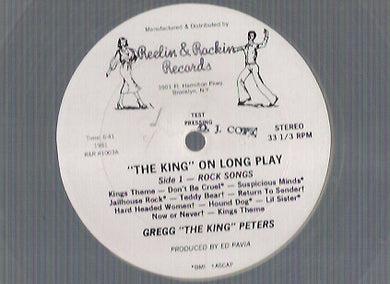 Manufactured & Distributed by
Reelin & Rockin
Records
3901 Ft. Hamilton Pkwy.
Brooklyn, N.Y.
TEST
PRESSING
D. J. COPY
Time: 6:41
1981
R&R #1003A
STEREO
33 1/3 RPM
"THE KING" ON LONG PLAY
Side 1 — ROCK SONGS
Kings Theme — Don't Be Cruel* — Suspicious Minds*
Jailhouse Rock* — Teddy Bear† — Return To Sender†
Hard Headed Women† — Hound Dog* — Lil Sister*
Now or Never† — Kings Theme
GREGG "THE KING" PETERS
PRODUCED BY ED PAVIA
*BMI †ASCAP